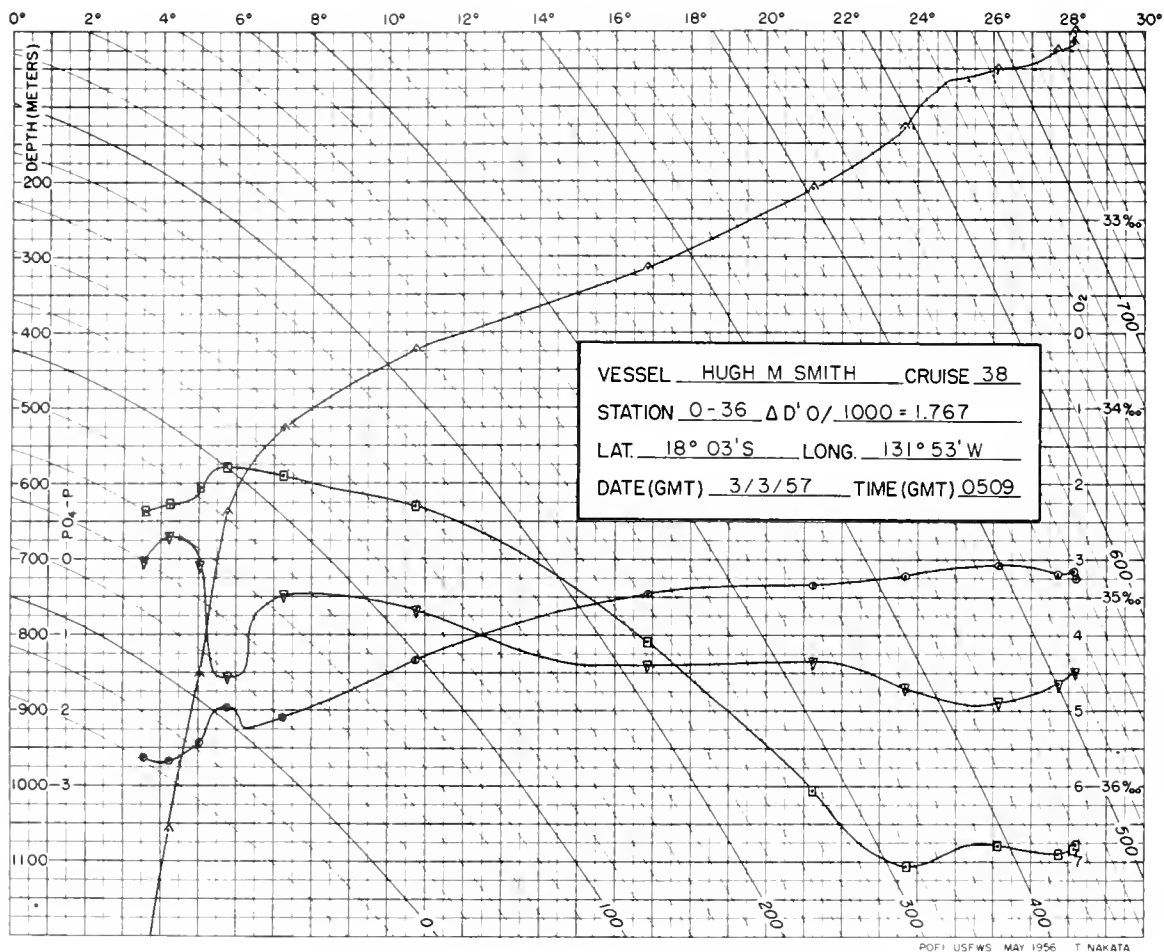 0° 4° 6° 8° 10° 12° 14° 16° 18° 20° 22° 24° 26° 28° 30°
DEPTH (METERS)
200
33‰
300
O₂
700
400 0
VESSEL HUGH M SMITH CRUISE 38
STATION 0-36 Δ D' 0/ 1000 = 1.767
500 1 34‰
LAT. 18° 03'S LONG. 131° 53' W
600 2
DATE (GMT) 3/3/57 TIME (GMT) 0509
PO₄-P
700 0 3
600
35‰
800 1 4
900 2 5
1000 3 6 36‰
500
1100 7
0 100 200 300 400
POFI USFWS MAY 1956 T NAKATA